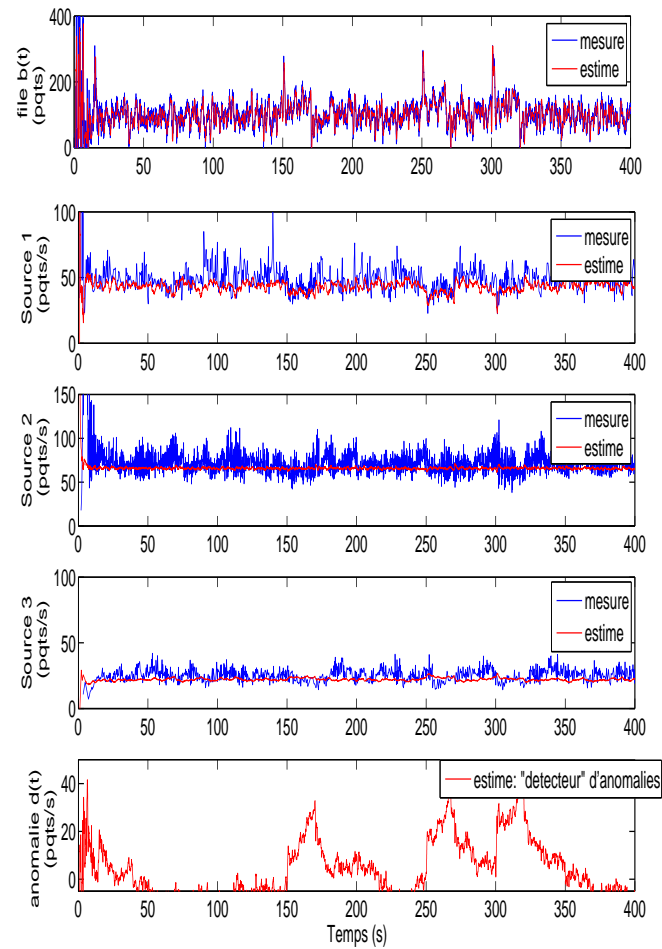 400
200
0
file b(t)
(pqts)
mesure
estime
0 50 100 150 200 250 300 350 400
100
50
0
Source 1
(pqts/s)
mesure
estime
0 50 100 150 200 250 300 350 400
150
100
50
0
Source 2
(pqts/s)
mesure
estime
0 50 100 150 200 250 300 350 400
100
50
0
Source 3
(pqts/s)
mesure
estime
0 50 100 150 200 250 300 350 400
40
20
0
anomalie d(t)
(pqts/s)
estime: "detecteur" d'anomalies
0 50 100 150 200 250 300 350 400
Temps (s)